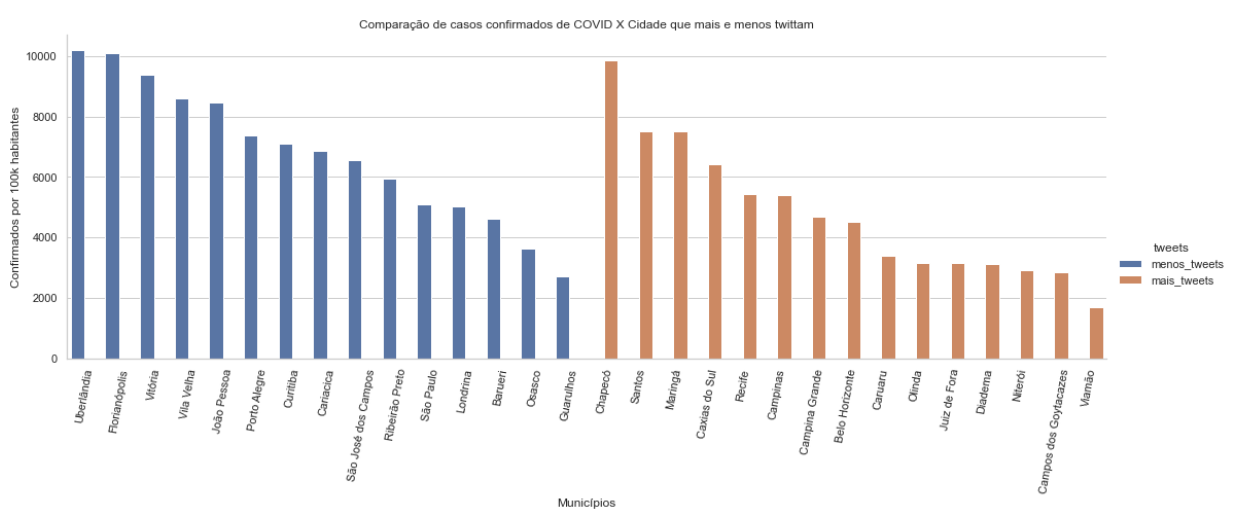 Comparação de casos confirmados de COVID X Cidade que mais e menos twittam
Confirmados por 100k habitantes
10000
8000
6000
4000
2000
0
Uberlândia
Florianópolis
Vitória
Vila Velha
João Pessoa
Porto Alegre
Curitiba
Cariacica
São José dos Campos
Ribeirão Preto
São Paulo
Londrina
Barueri
Osasco
Guarulhos
Chapecó
Santos
Maringá
Caxias do Sul
Recife
Campinas
Campina Grande
Belo Horizonte
Caruaru
Olinda
Juiz de Fora
Diadema
Niterói
Campos dos Goytacazes
Viamão
Municípios
tweets
menos_tweets
mais_tweets